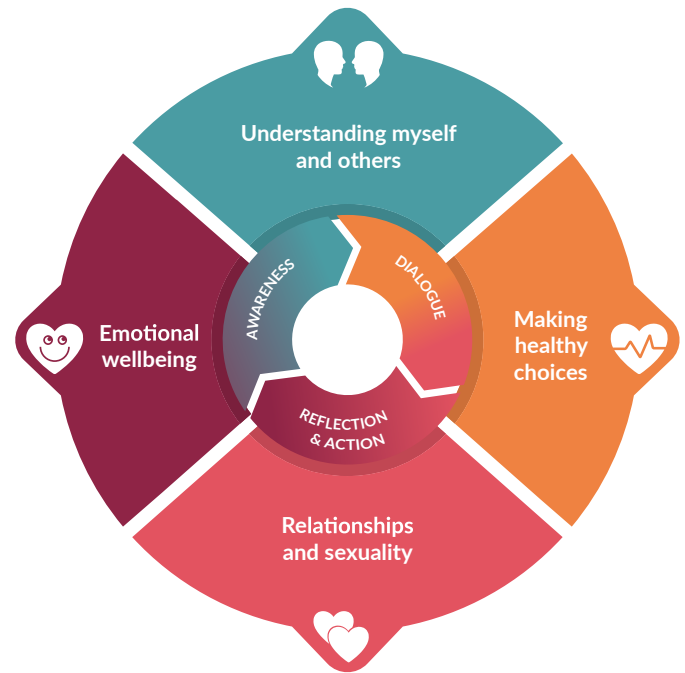 Understanding myself
and others
AWARENESS
DIALOGUE
Emotional
wellbeing
Making
healthy
choices
REFLECTION
& ACTION
Relationships
and sexuality